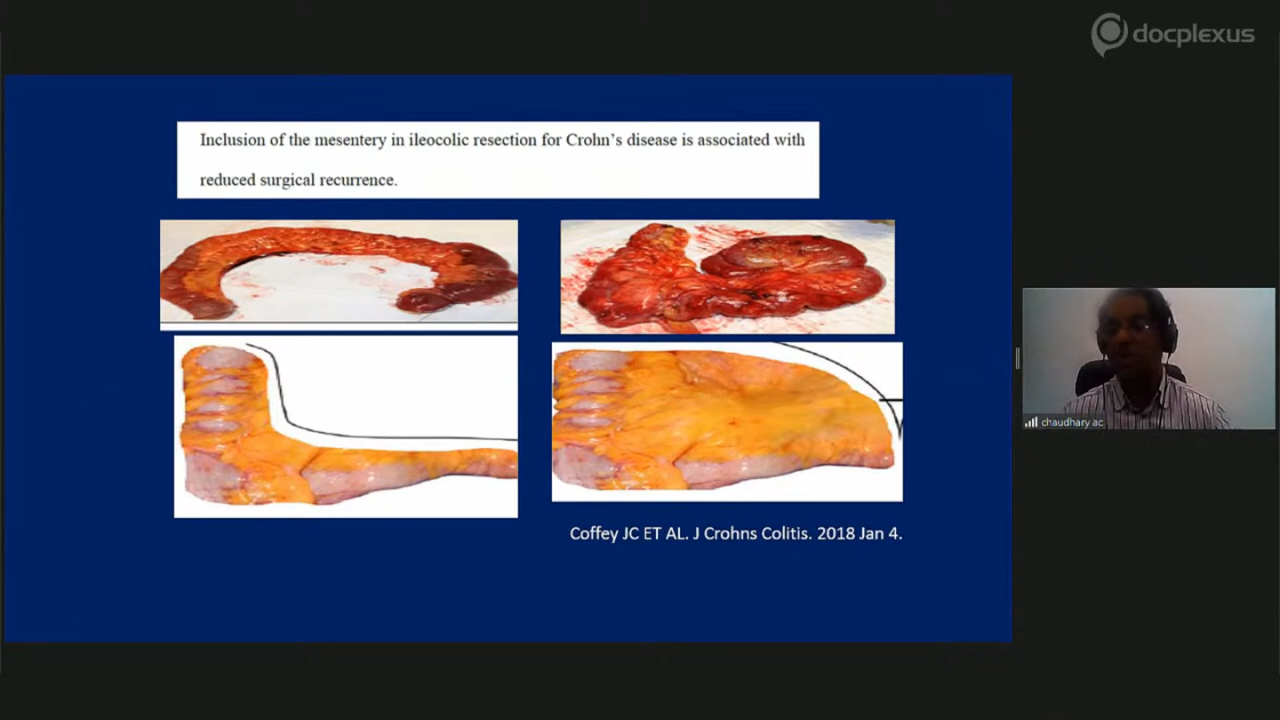 docplexus
Inclusion of the mesentery in ileocolic resection for Crohn's disease is associated with
reduced surgical recurrence.
chaudhary ac
Coffey JC ET AL. J Crohns Colitis. 2018 Jan 4.